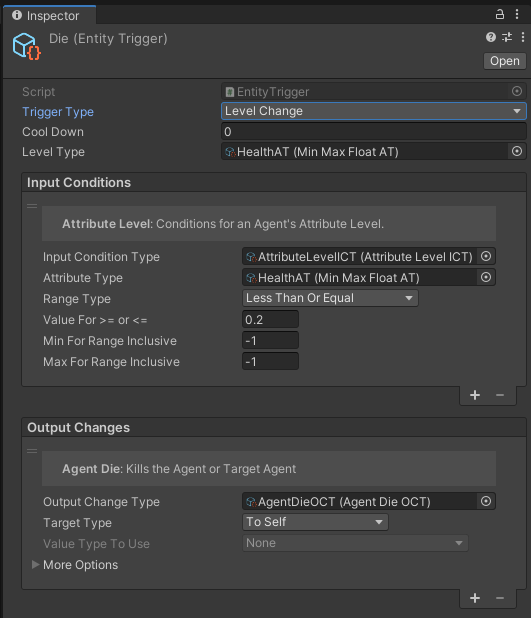 Inspector
Die (Entity Trigger)
Open
Script EntityTrigger
Trigger Type Level Change
Cool Down 0
Level Type HealthAT (Min Max Float AT)
Input Conditions
Attribute Level: Conditions for an Agent's Attribute Level.
Input Condition Type AttributeLevelICT (Attribute Level ICT)
Attribute Type HealthAT (Min Max Float AT)
Range Type Less Than Or Equal
Value For >= or <= 0.2
Min For Range Inclusive -1
Max For Range Inclusive -1
Output Changes
Agent Die: Kills the Agent or Target Agent
Output Change Type AgentDieOCT (Agent Die OCT)
Target Type To Self
Value Type To Use None
More Options